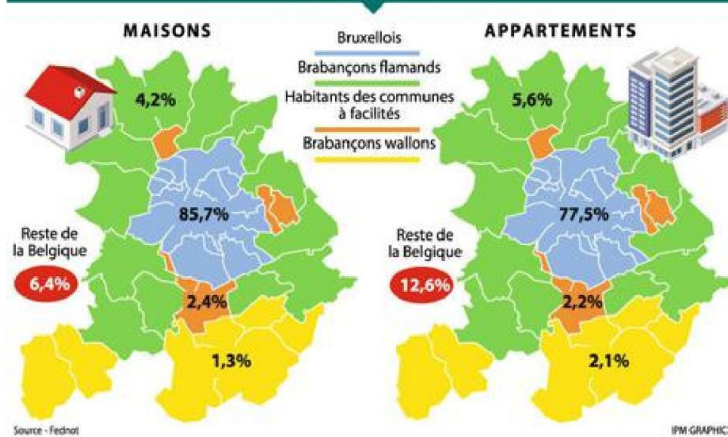 MAISONS
4,2%
85,7%
Reste de
la Belgique
6,4%
2,4%
1,3%
Bruxellois
Brabançons flamands
Habitants des communes
à facilités
Brabançons wallons
APPARTEMENTS
5,6%
77,5%
Reste de
la Belgique
12,6%
2,2%
2,1%
Source - Fednot
IPM GRAPHIC